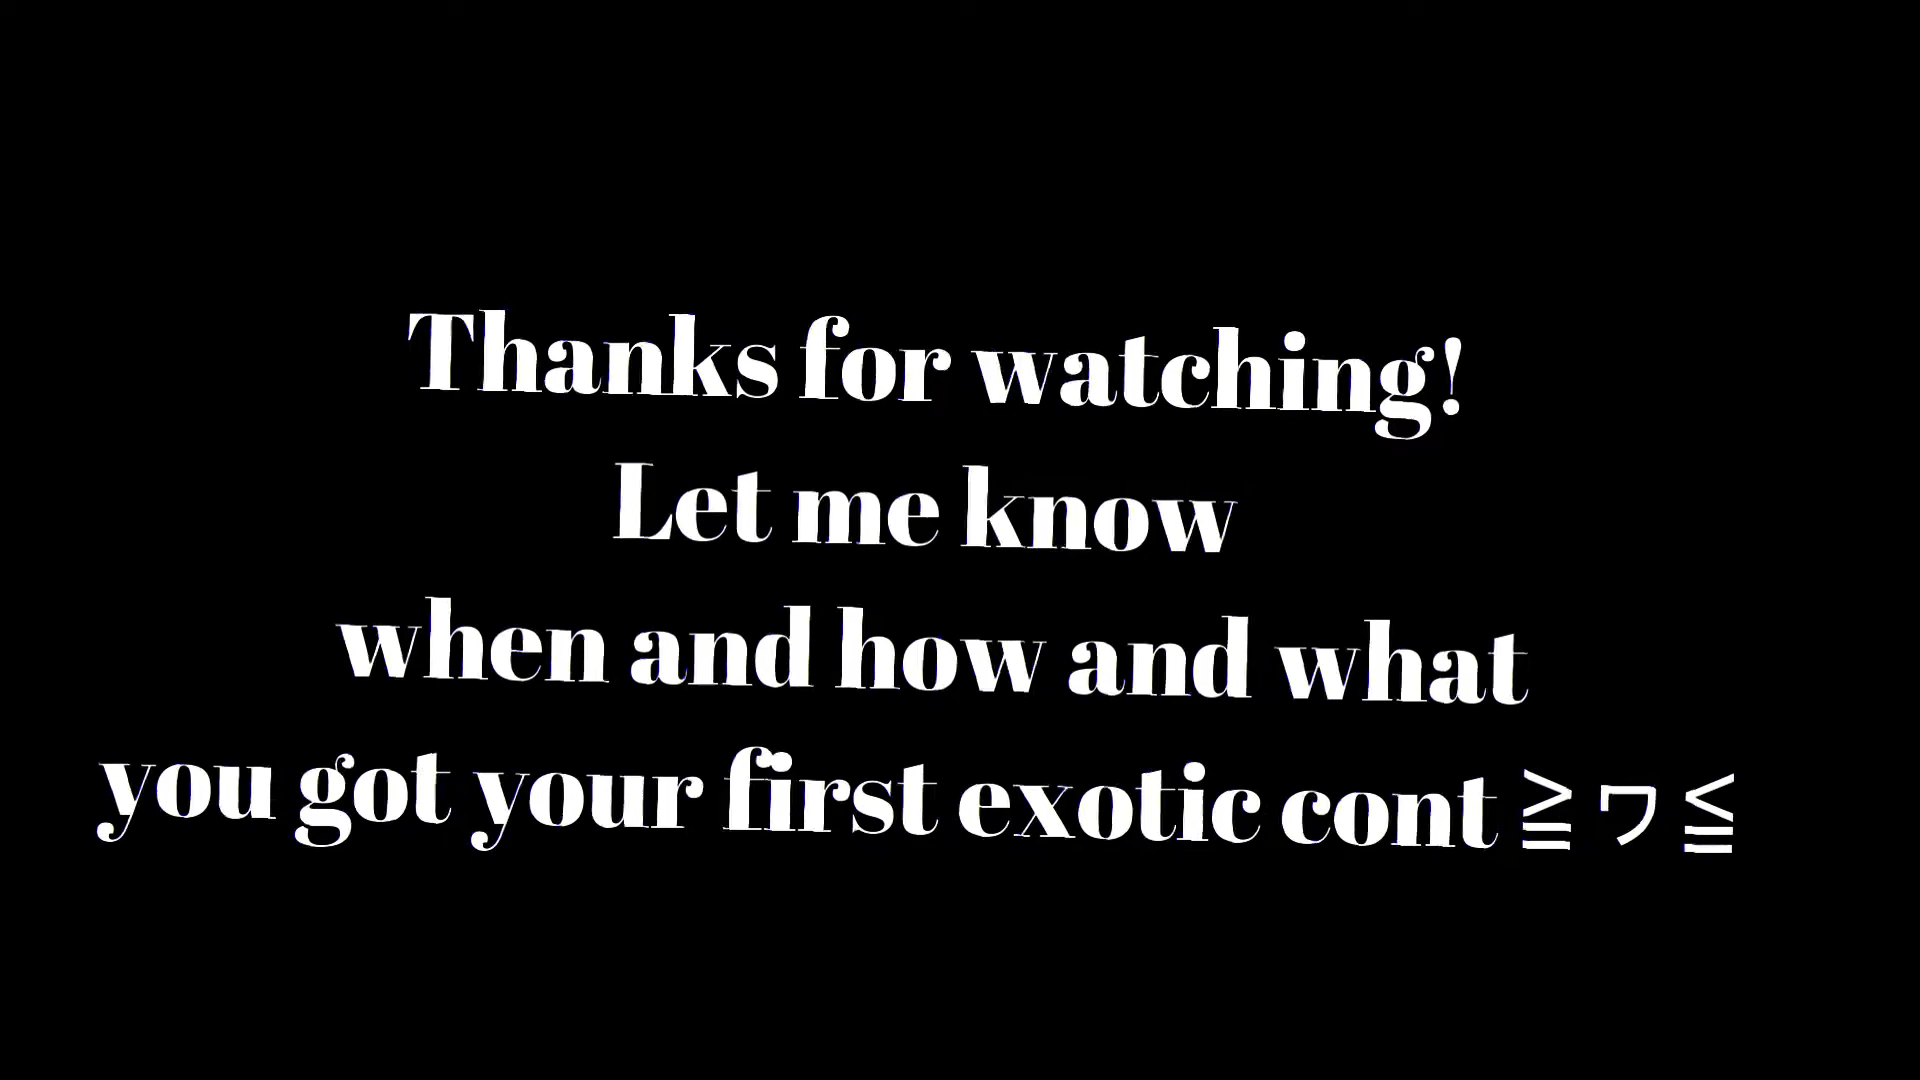 Thanks for watching!
Let me know
when and how and what
you got your first exotic cont ≧ヮ≦